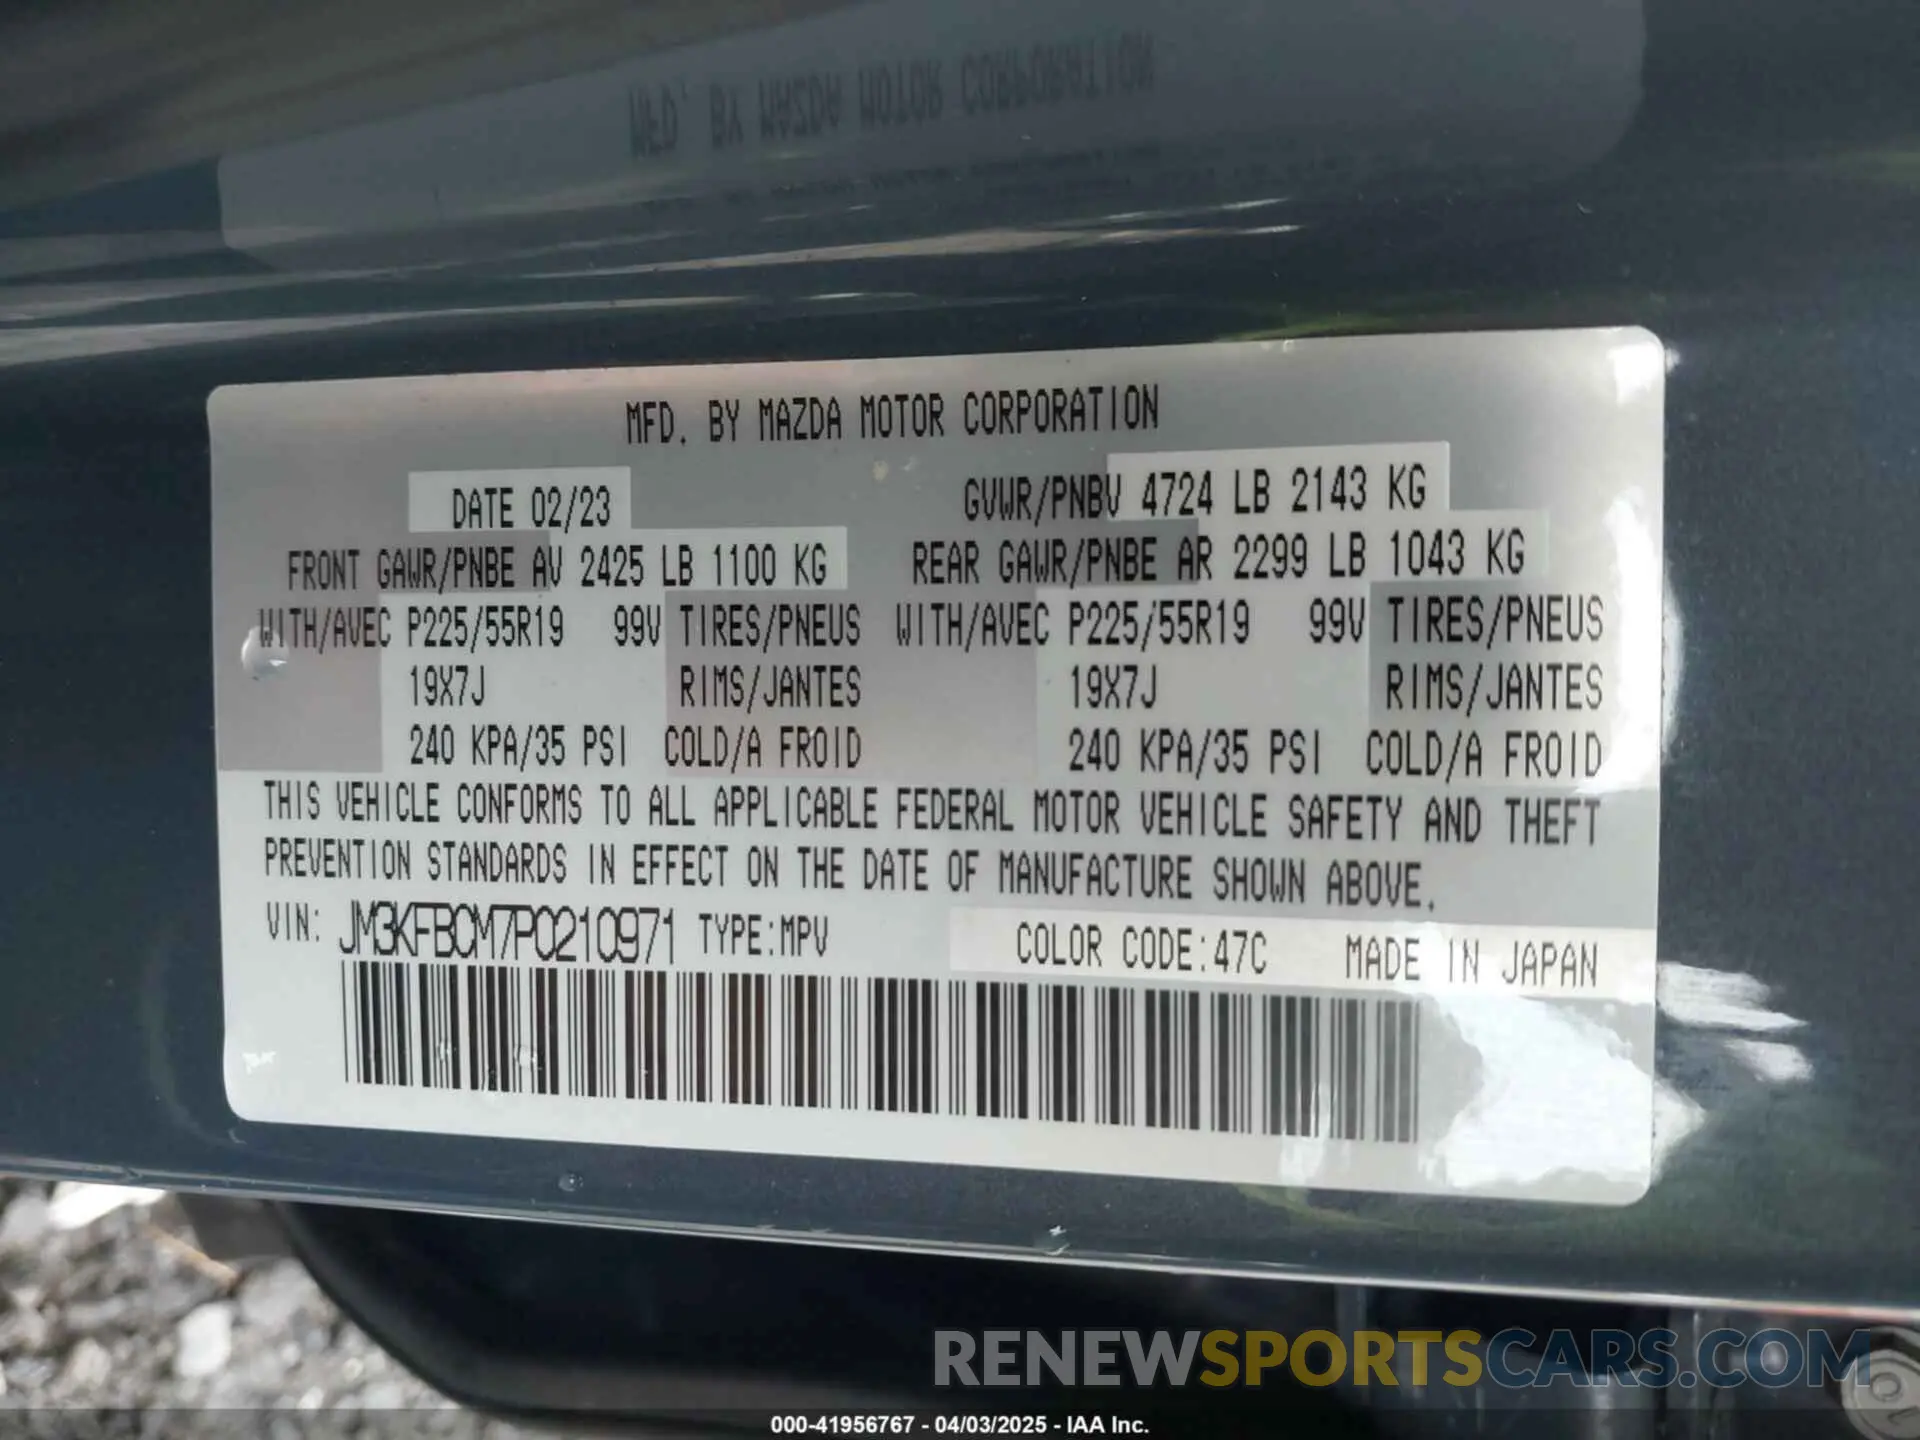 MFD. BY MAZDA MOTOR CORPORATION
MFD. BY MAZDA MOTOR CORPORATION
DATE 02/23 GVWR/PNBV 4724 LB 2143 KG
FRONT GAWR/PNBE AV 2425 LB 1100 KG REAR GAWR/PNBE AR 2299 LB 1043 KG
WITH/AVEC P225/55R19 99V TIRES/PNEUS WITH/AVEC P225/55R19 99V TIRES/PNEUS
19X7J RIMS/JANTES 19X7J RIMS/JANTES
240 KPA/35 PSI COLD/A FROID 240 KPA/35 PSI COLD/A FROID
THIS VEHICLE CONFORMS TO ALL APPLICABLE FEDERAL MOTOR VEHICLE SAFETY AND THEFT
PREVENTION STANDARDS IN EFFECT ON THE DATE OF MANUFACTURE SHOWN ABOVE.
VIN: JM3KFBCM7P0210971 TYPE:MPV COLOR CODE:47C MADE IN JAPAN
RENEWSPORTSCARS.COM
000-41956767 - 04/03/2025 - IAA Inc.